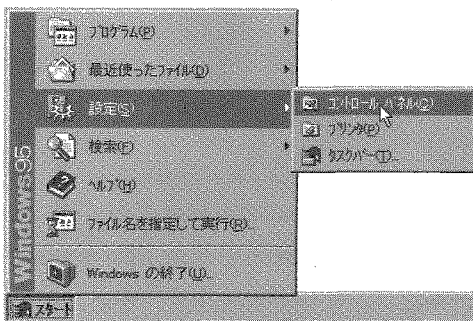 プログラム(P)
最近使ったファイル(D)
設定(S)
検索(F)
ヘルプ(H)
ファイル名を指定して実行(R)...
Windows の終了(U)...
Windows95
コントロール パネル(C)
プリンタ(P)
タスクバー(T)...
スタート